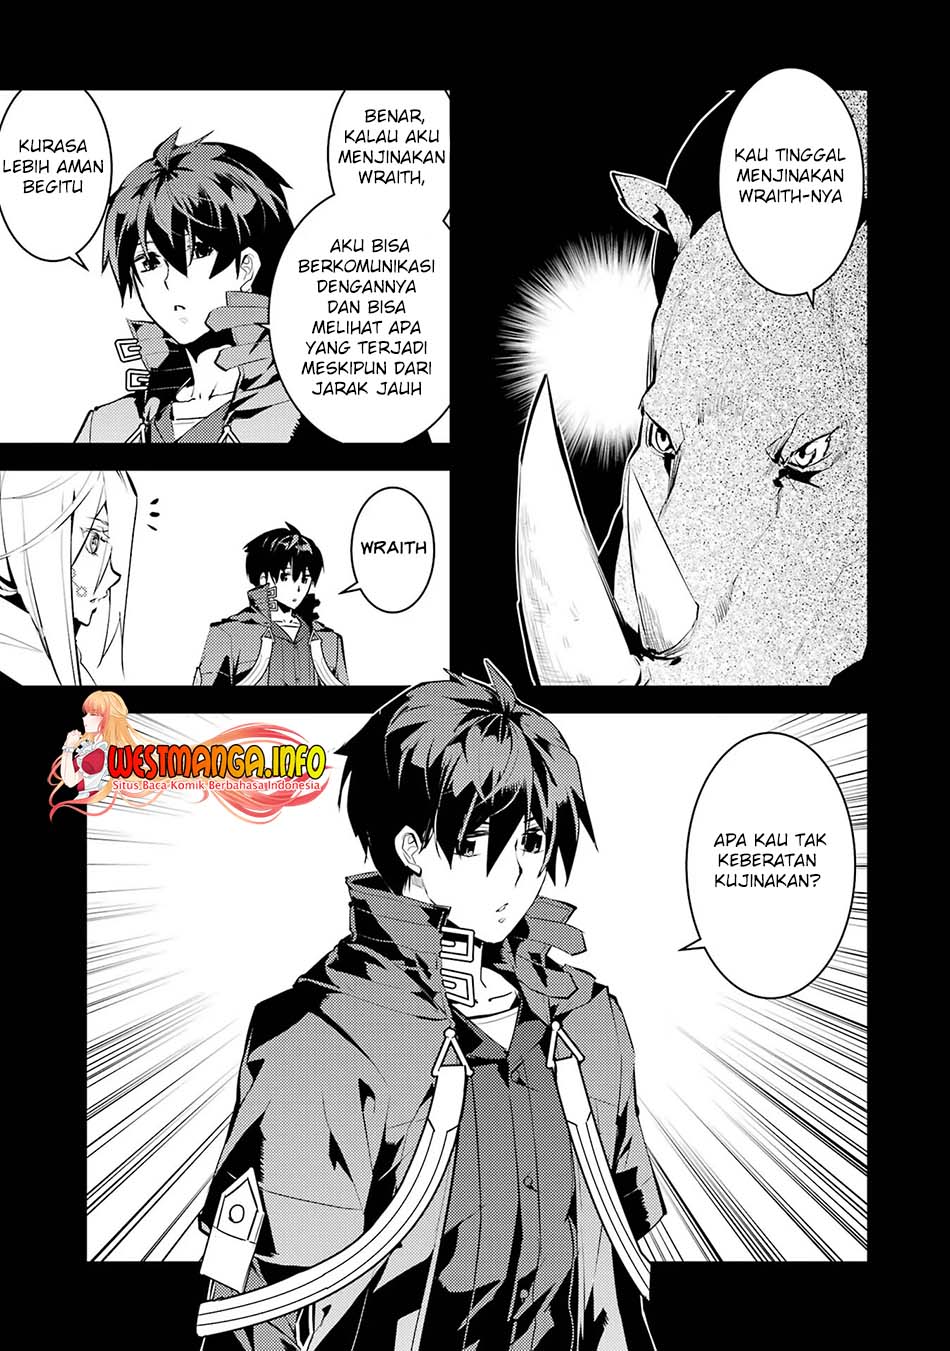 KAU TINGGAL
MENJINAKAN
WRAITH-NYA
BENAR,
KALAU AKU
MENJINAKAN
WRAITH,
AKU BISA
BERKOMUNIKASI
DENGANNYA
DAN BISA
MELIHAT APA
YANG TERJADI
MESKIPUN DARI
JARAK JAUH
KURASA
LEBIH AMAN
BEGITU
WRAITH
WESTMANGA.INFO
Situs Baca Komik Berbahasa Indonesia
APA KAU TAK
KEBERATAN
KUJINAKAN?